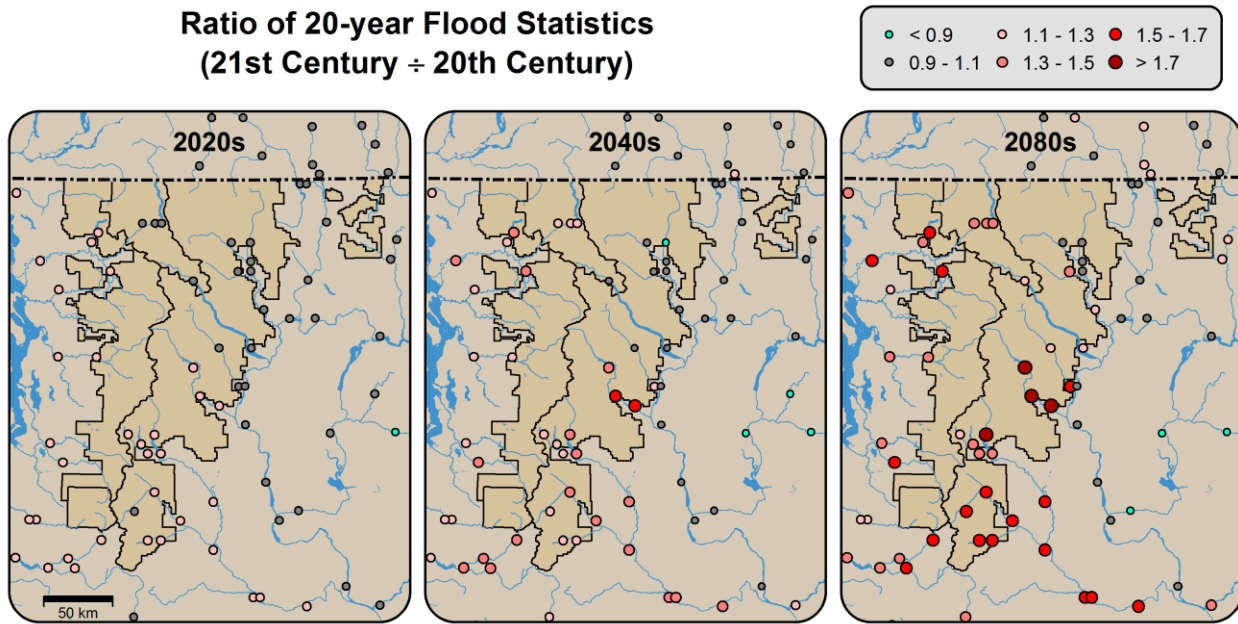 Ratio of 20-year Flood Statistics
(21st Century ÷ 20th Century)
< 0.9
1.1 - 1.3
1.5 - 1.7
0.9 - 1.1
1.3 - 1.5
> 1.7
2020s
2040s
2080s
50 km